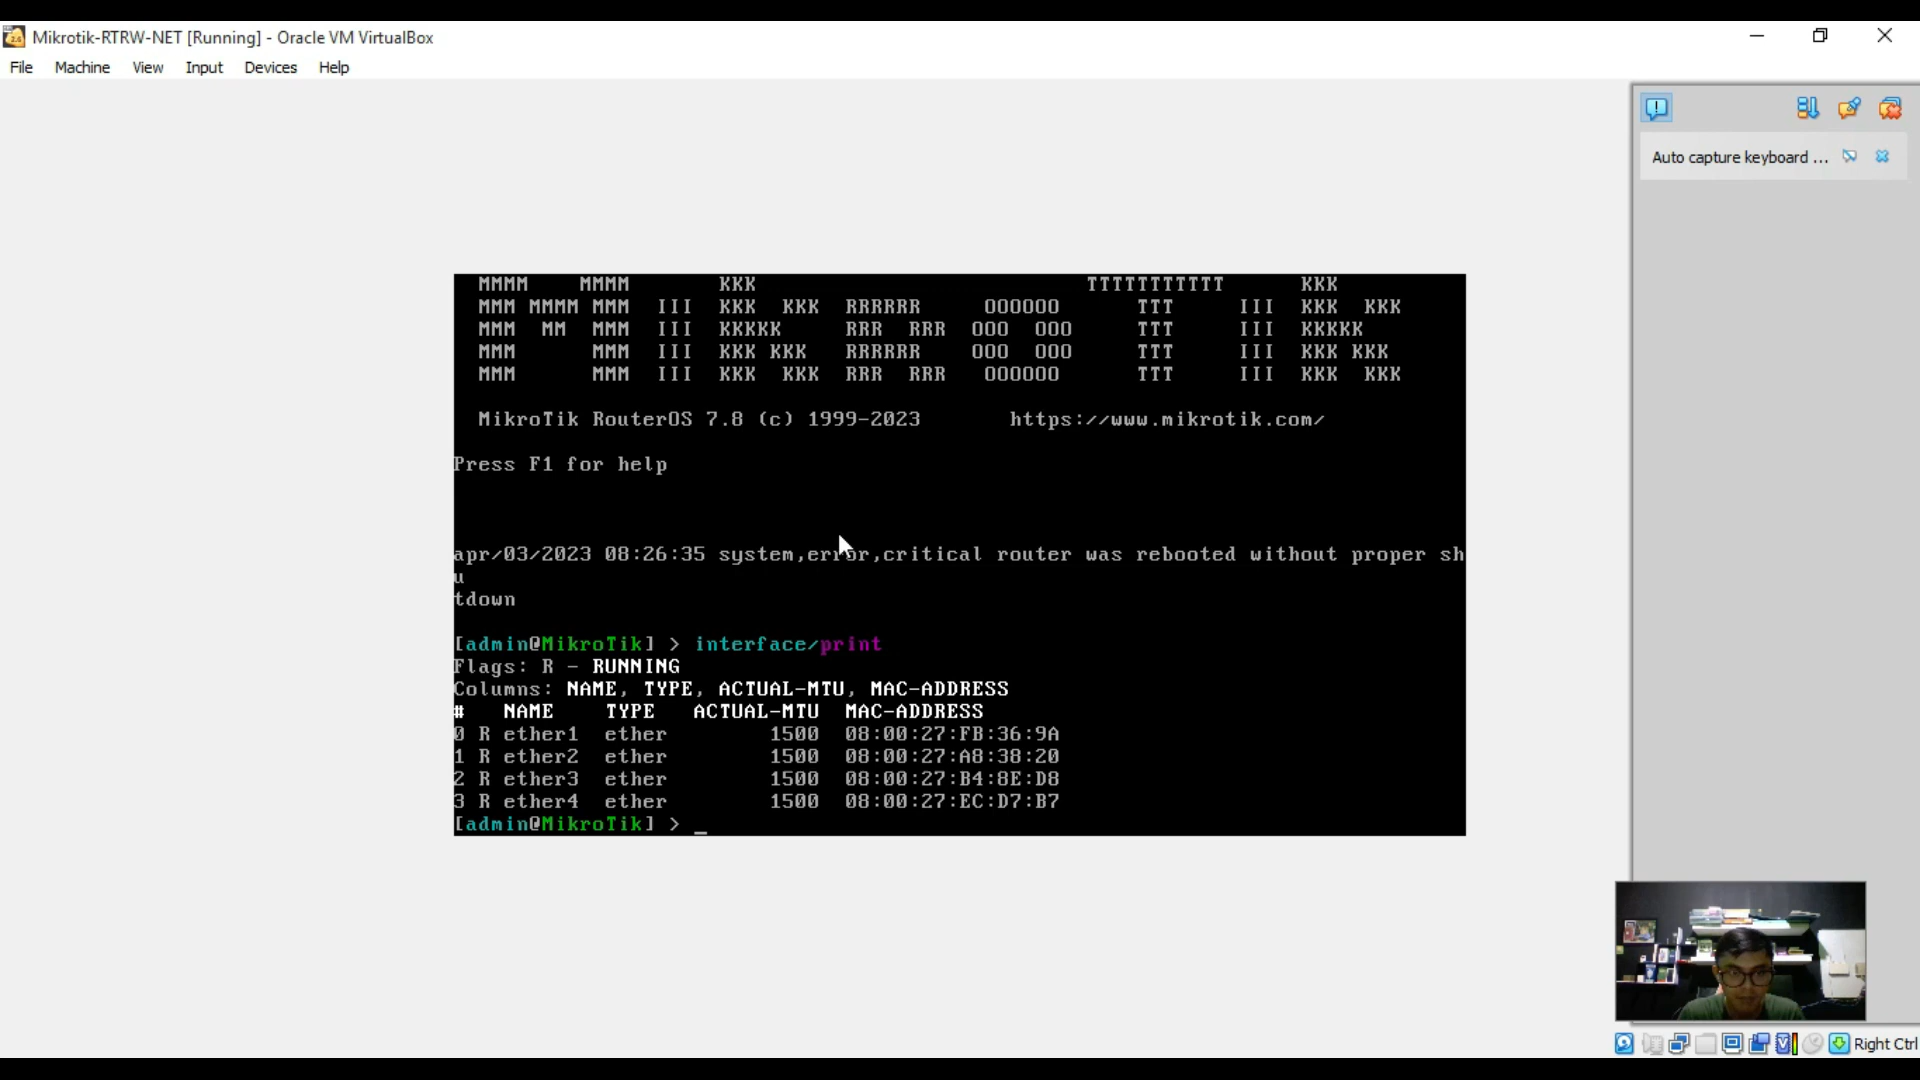 Mikrotik-RTRW-NET [Running] - Oracle VM VirtualBox
File Machine View Input Devices Help
Auto capture keyboard ...
MMMM    MMMM       KKK                          TTTTTTTTTTT      KKK
MMM MMMM MMM  III  KKK  KKK  RRRRRR     OOOOOO      TTT     III  KKK  KKK
MMM  MM  MMM  III  KKKKK     RRR  RRR  OOO  OOO     TTT     III  KKKKK
MMM      MMM  III  KKK KKK   RRRRRR    OOO  OOO     TTT     III  KKK KKK
MMM      MMM  III  KKK  KKK  RRR  RRR   OOOOOO      TTT     III  KKK  KKK
MikroTik RouterOS 7.8 (c) 1999-2023       https://www.mikrotik.com/
Press F1 for help
apr/03/2023 08:26:35 system,error,critical router was rebooted without proper sh
u
tdown
[admin@MikroTik] > interface/print
Flags: R - RUNNING
Columns: NAME, TYPE, ACTUAL-MTU, MAC-ADDRESS
#   NAME    TYPE   ACTUAL-MTU  MAC-ADDRESS
0 R ether1  ether        1500  08:00:27:FB:36:9A
1 R ether2  ether        1500  08:00:27:A8:38:20
2 R ether3  ether        1500  08:00:27:B4:8E:D8
3 R ether4  ether        1500  08:00:27:EC:D7:B7
[admin@MikroTik] > _
Right Ctrl